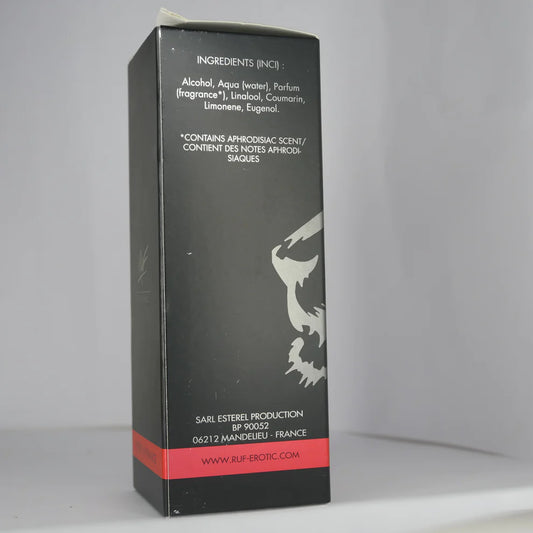 INGREDIENTS (INCI) :
Alcohol, Aqua (water), Parfum
(fragrance*), Linalool, Coumarin,
Limonene, Eugenol.
*CONTAINS APHRODISIAC SCENT/
CONTIENT DES NOTES APHRODI-
SIAQUES
SARL ESTEREL PRODUCTION
BP 90052
06212 MANDELIEU - FRANCE
WWW.RUF-EROTIC.COM